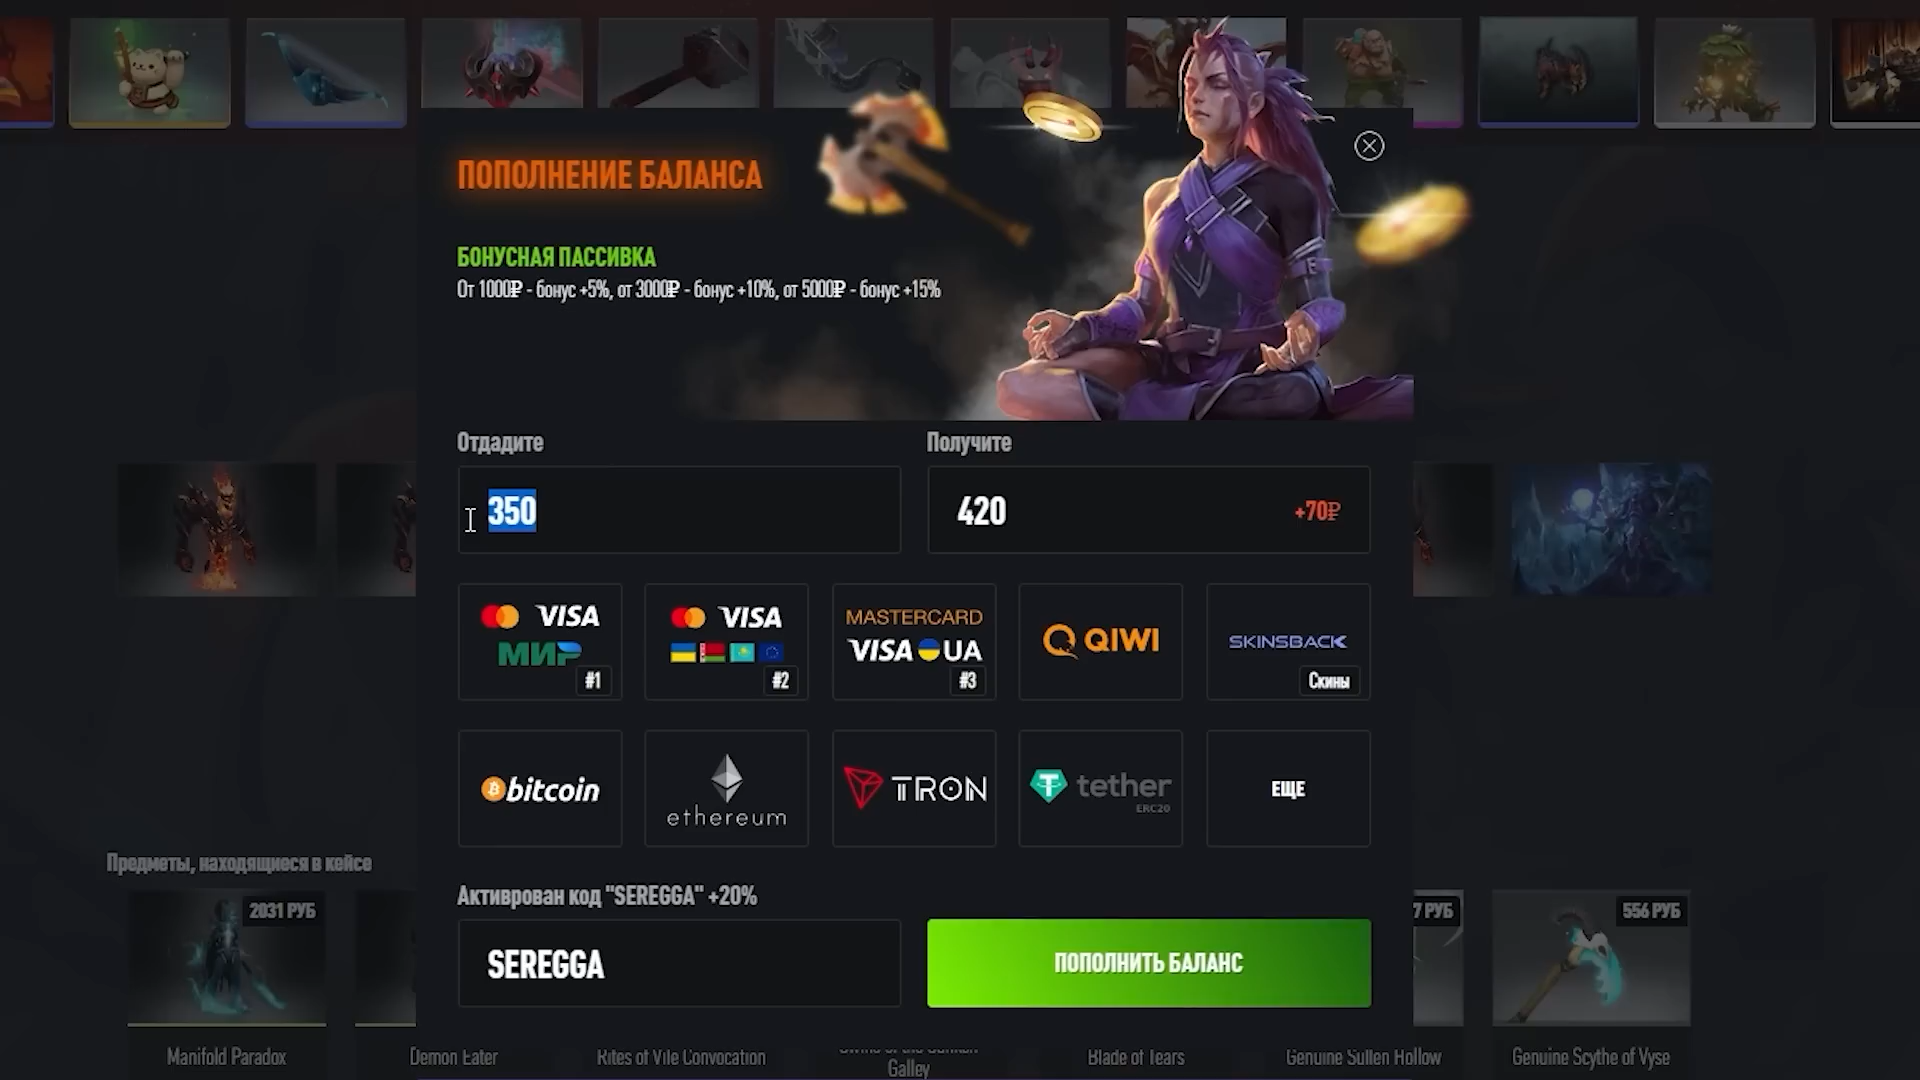 ПОПОЛНЕНИЕ БАЛАНСА
БОНУСНАЯ ПАССИВКА
От 1000₽ - бонус +5%, от 3000₽ - бонус +10%, от 5000₽ - бонус +15%
Отдадите
Получите
350
420
+70₽
VISA
МИР
#1
VISA
#2
MASTERCARD
VISA UA
#3
QIWI
SKINSBACK
Скины
bitcoin
ethereum
TRON
tether
ERC20
ЕЩЕ
Предметы, находящиеся в кейсе
Активрован код "SEREGGA" +20%
SEREGGA
ПОПОЛНИТЬ БАЛАНС
2031 РУБ
7 РУБ
556 РУБ
Manifold Paradox
Demon Eater
Rites of Vile Convocation
Galley
Blade of Tears
Genuine Sullen Hollow
Genuine Scythe of Vyse